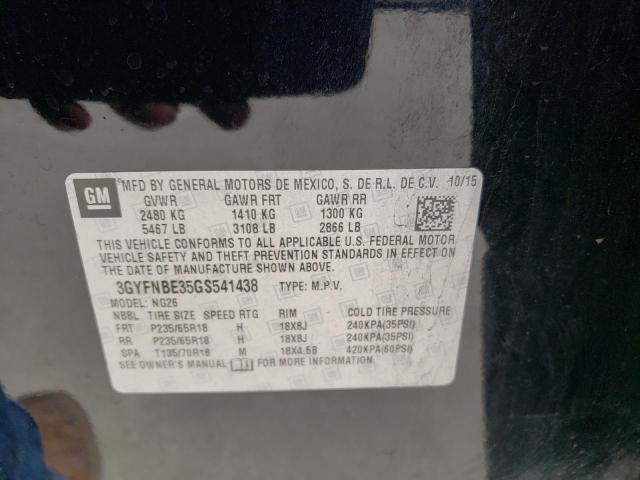 GM
MFD BY GENERAL MOTORS DE MEXICO, S. DE R.L. DE C.V. 10/15
GVWR GAWR FRT GAWR RR
2480 KG 1410 KG 1300 KG
5467 LB 3108 LB 2866 LB
THIS VEHICLE CONFORMS TO ALL APPLICABLE U.S. FEDERAL MOTOR
VEHICLE SAFETY AND THEFT PREVENTION STANDARDS IN EFFECT
ON THE DATE OF MANUFACTURE SHOWN ABOVE.
3GYFNBE35GS541438 TYPE: M.P.V.
MODEL: NG26
NBBL TIRE SIZE SPEED RTG RIM COLD TIRE PRESSURE
FRT P235/65R18 H 18X8J 240KPA(35PSI)
RR P235/65R18 H 18X8J 240KPA(35PSI)
SPA T135/70R18 M 18X4.5B 420KPA(60PSI)
SEE OWNER'S MANUAL FOR MORE INFORMATION.